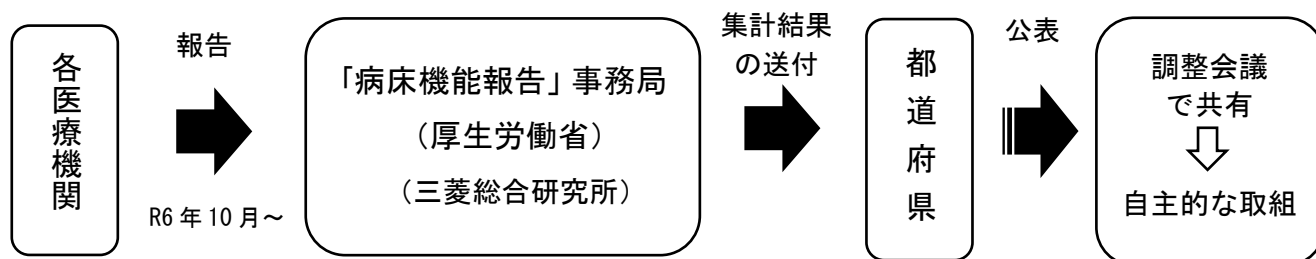 各医療機関
報告
R6年10月～
「病床機能報告」事務局
（厚生労働省）
（三菱総合研究所）
集計結果
の送付
都道府県
公表
調整会議
で共有
自主的な取組